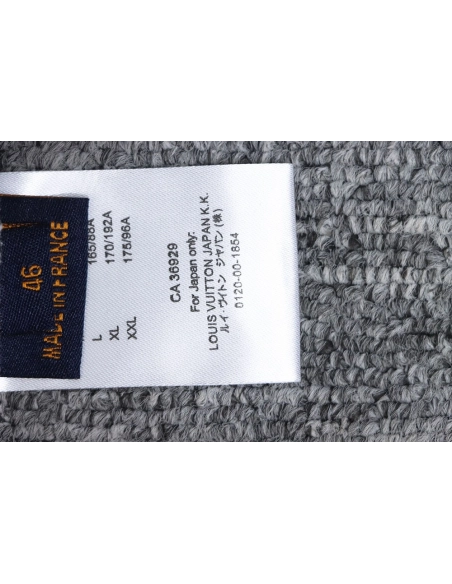 46
MADE IN FRANCE
165/88A
170/192A
175/96A
L
XL
XXL
CA 36929
For Japan only:
LOUIS VUITTON JAPAN K.K.
ルイ・ヴィトン ジャパン (株)
0120-00-1854